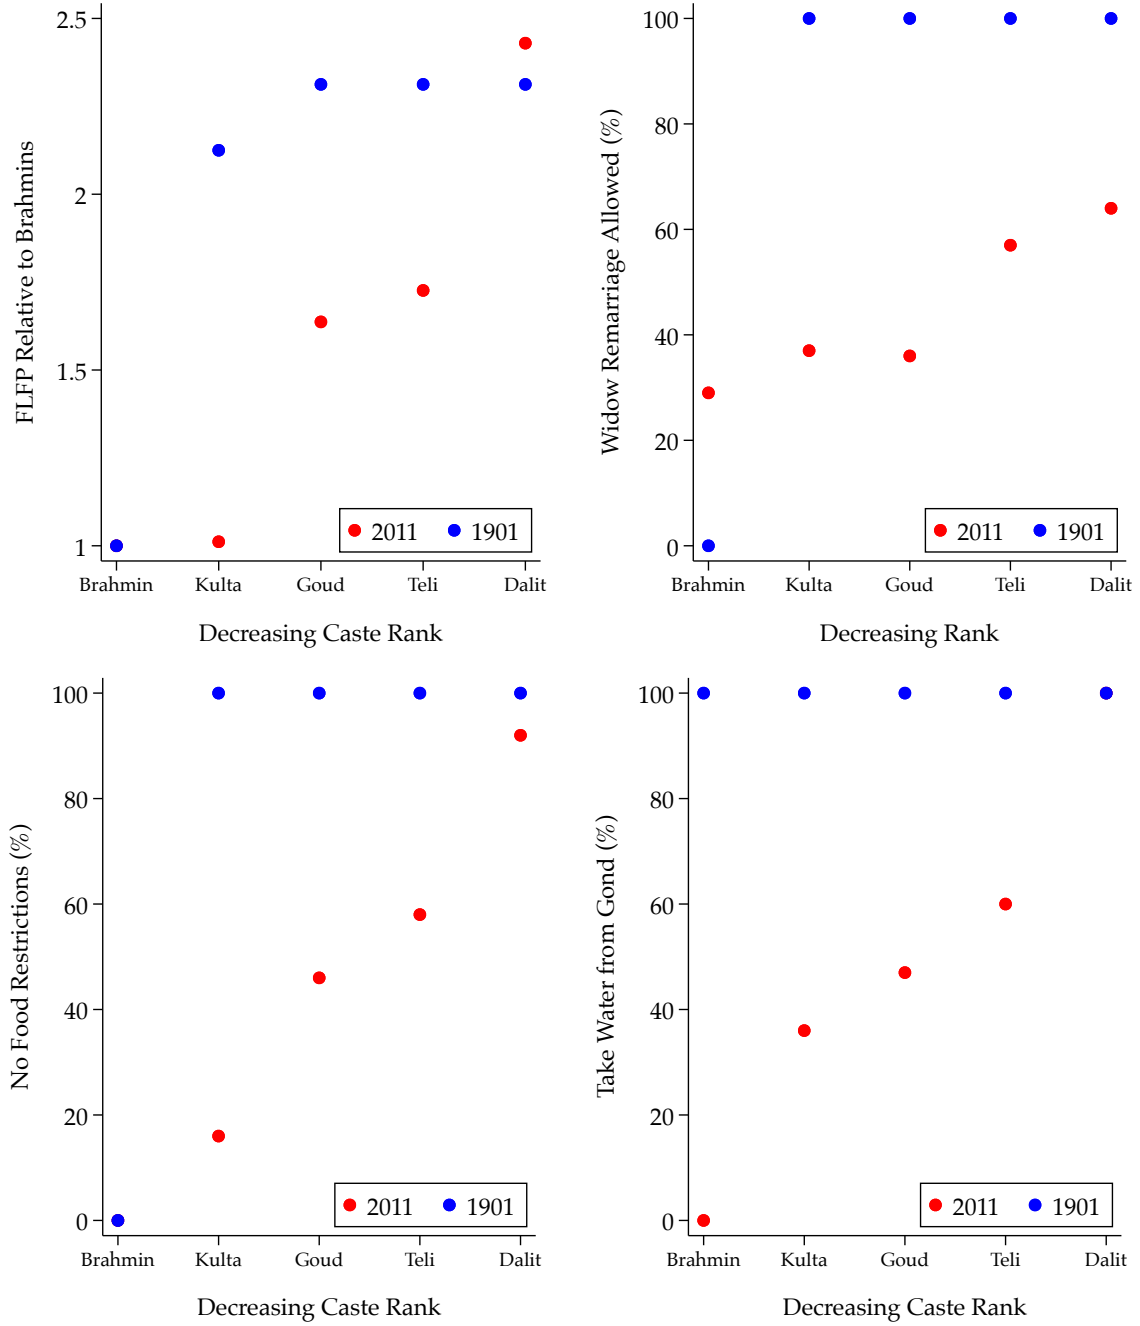 2.5
2
1.5
1
FLFP Relative to Brahmins
2011
1901
Brahmin Kulta Goud Teli Dalit
Decreasing Caste Rank
100
80
60
40
20
0
Widow Remarriage Allowed (%)
2011
1901
Brahmin Kulta Goud Teli Dalit
Decreasing Rank
100
80
60
40
20
0
No Food Restrictions (%)
2011
1901
Brahmin Kulta Goud Teli Dalit
Decreasing Caste Rank
100
80
60
40
20
0
Take Water from Gond (%)
2011
1901
Brahmin Kulta Goud Teli Dalit
Decreasing Caste Rank